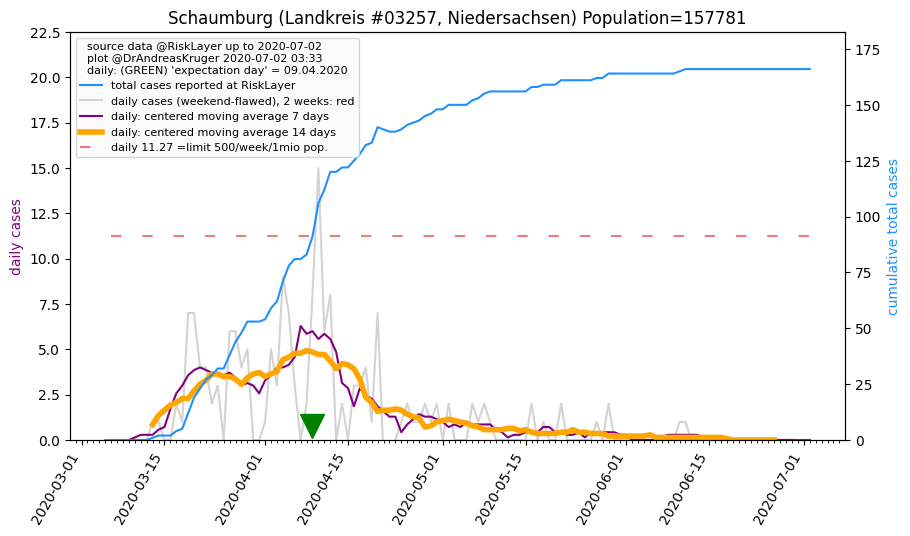 Schaumburg (Landkreis #03257, Niedersachsen) Population=157781
source data @RiskLayer up to 2020-07-02
plot @DrAndreasKruger 2020-07-02 03:33
daily: (GREEN) 'expectation day' = 09.04.2020
total cases reported at RiskLayer
daily cases (weekend-flawed), 2 weeks: red
daily: centered moving average 7 days
daily: centered moving average 14 days
daily 11.27 =limit 500/week/1mio pop.
daily cases
22.5
20.0
17.5
15.0
12.5
10.0
7.5
5.0
2.5
0.0
175
150
125
100
75
50
25
0
cumulative total cases
2020-03-01
2020-03-15
2020-04-01
2020-04-15
2020-05-01
2020-05-15
2020-06-01
2020-06-15
2020-07-01